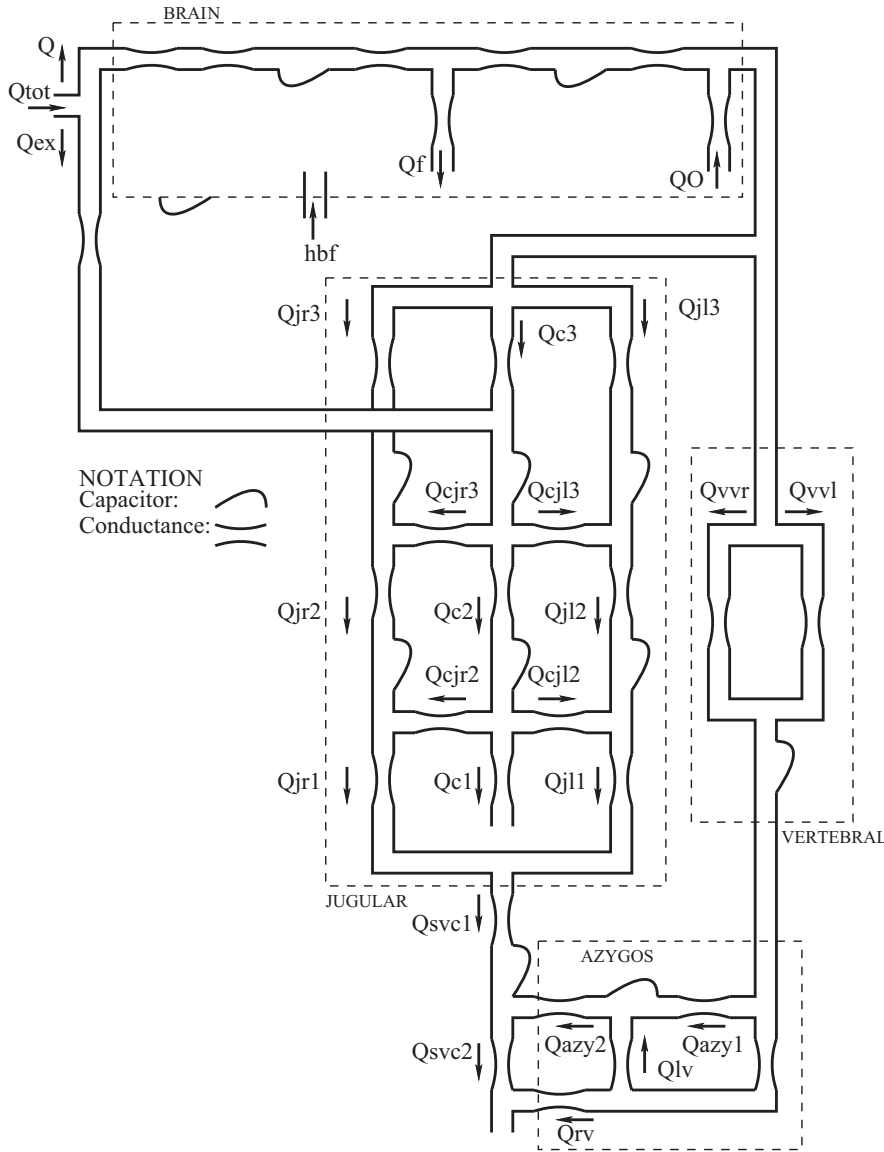 BRAIN
Q
Qtot
Qex
Qf
QO
hbf
Qjr3
Qc3
Qjl3
NOTATION
Capacitor:
Conductance:
Qcjr3
Qcjl3
Qvvr
Qvvl
Qjr2
Qc2
Qjl2
Qcjr2
Qcjl2
Qjr1
Qc1
Qjl1
VERTEBRAL
JUGULAR
Qsvc1
AZYGOS
Qsvc2
Qazy2
Qazy1
Qlv
Qrv